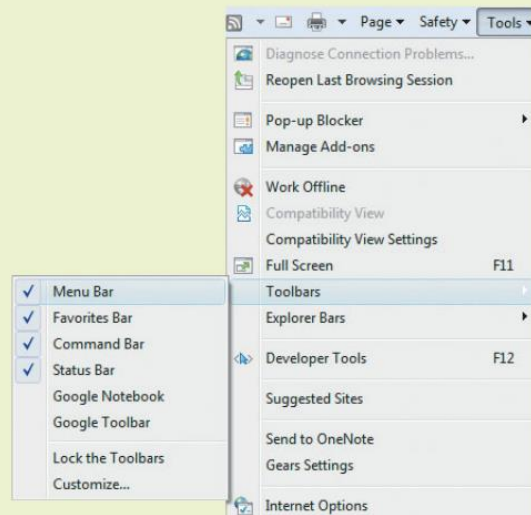 Page Safety Tools
Diagnose Connection Problems...
Reopen Last Browsing Session
Pop-up Blocker
Manage Add-ons
Work Offline
Compatibility View
Compatibility View Settings
Full Screen F11
Toolbars
Explorer Bars
Developer Tools F12
Suggested Sites
Send to OneNote
Gears Settings
Internet Options
Menu Bar
Favorites Bar
Command Bar
Status Bar
Google Notebook
Google Toolbar
Lock the Toolbars
Customize...